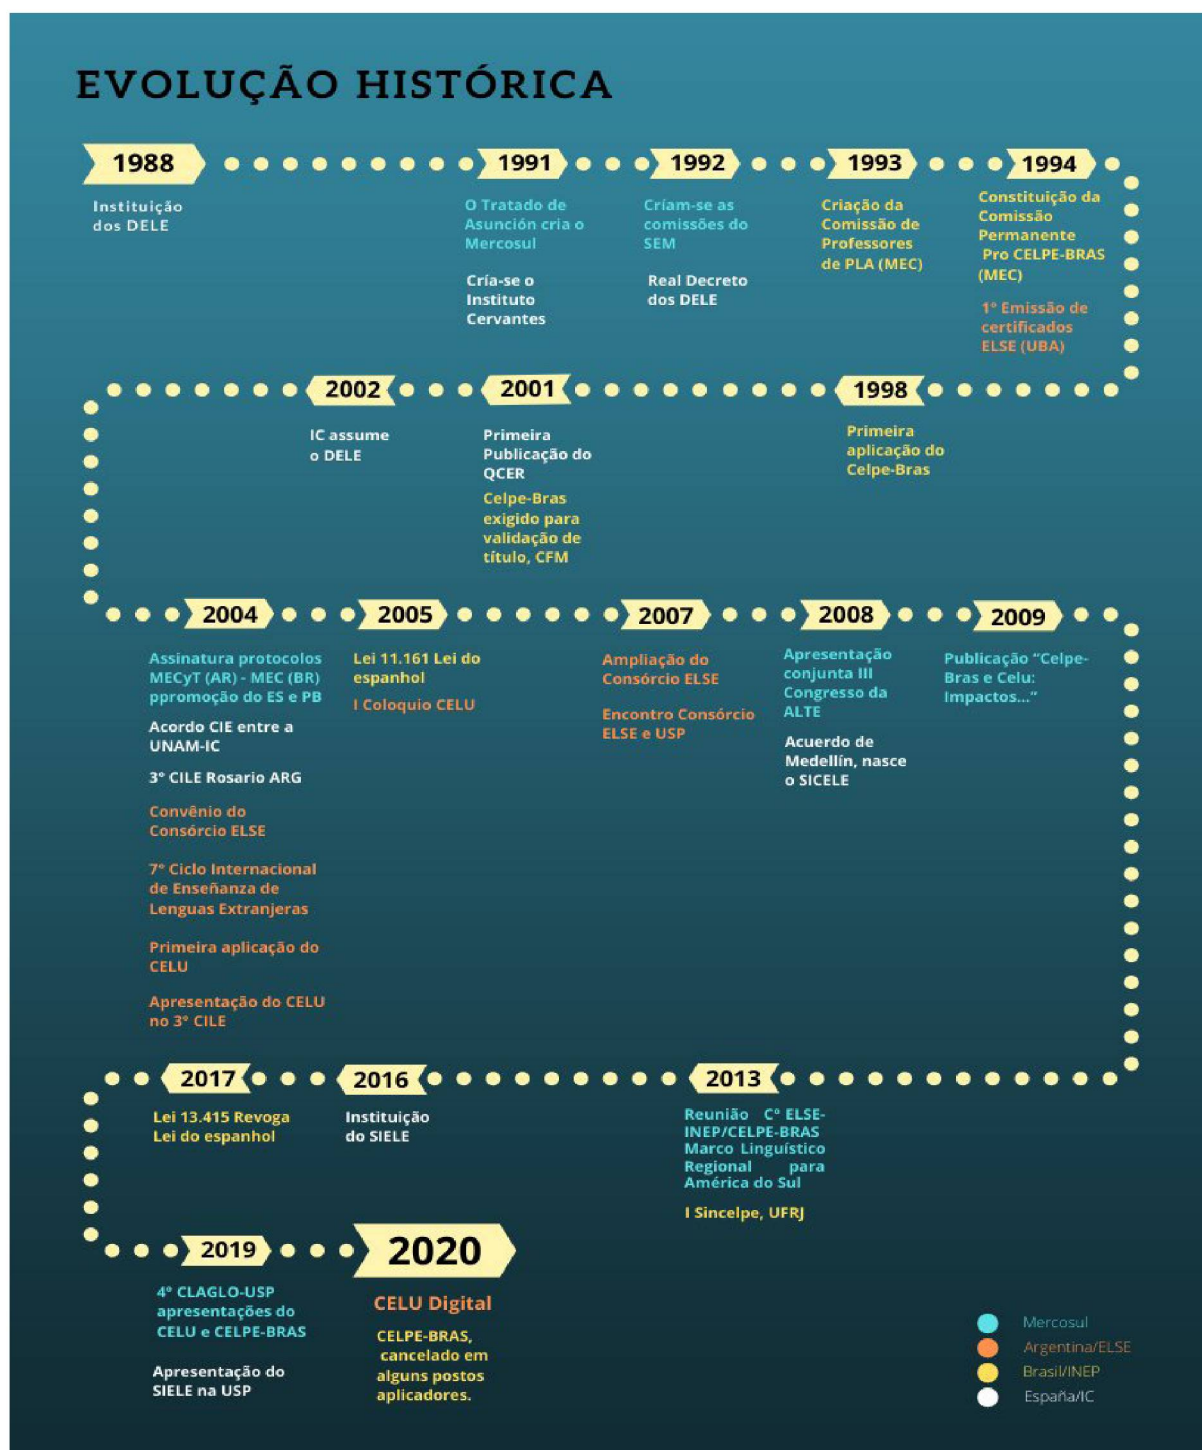 EVOLUÇÃO HISTÓRICA
1988
Instituição
dos DELE
1991
O Tratado de
Asunción cria o
Mercosul
Cría-se o
Instituto
Cervantes
1992
Críam-se as
comissões do
SEM
Real Decreto
dos DELE
1993
Criação da
Comissão de
Professores
de PLA (MEC)
1994
Constituição da
Comissão
Permanente
Pro CELPE-BRAS
(MEC)
1º Emissão de
certificados
ELSE (UBA)
1998
Primeira
aplicação do
Celpe-Bras
2001
Primeira
Publicação do
QCER
Celpe-Bras
exigido para
validação de
título, CFM
2002
IC assume
o DELE
2004
Assinatura protocolos
MECyT (AR) - MEC (BR)
ppromoção do ES e PB
Acordo CIE entre a
UNAM-IC
3º CILE Rosario ARG
Convênio do
Consórcio ELSE
7º Ciclo Internacional
de Enseñanza de
Lenguas Extranjeras
Primeira aplicação do
CELU
Apresentação do CELU
no 3º CILE
2005
Lei 11.161 Lei do
espanhol
I Coloquio CELU
2007
Ampliação do
Consórcio ELSE
Encontro Consórcio
ELSE e USP
2008
Apresentação
conjunta III
Congresso da
ALTE
Acuerdo de
Medellín, nasce
o SICELE
2009
Publicação “Celpe-
Bras e Celu:
Impactos...”
2013
Reunião Cº ELSE-
INEP/CELPE-BRAS
Marco Linguístico
Regional para
América do Sul
I Sincelpe, UFRJ
2016
Instituição
do SIELE
2017
Lei 13.415 Revoga
Lei do espanhol
2019
4º CLAGLO-USP
apresentações do
CELU e CELPE-BRAS
Apresentação do
SIELE na USP
2020
CELU Digital
CELPE-BRAS,
cancelado em
alguns postos
aplicadores.
Mercosul
Argentina/ELSE
Brasil/INEP
España/IC